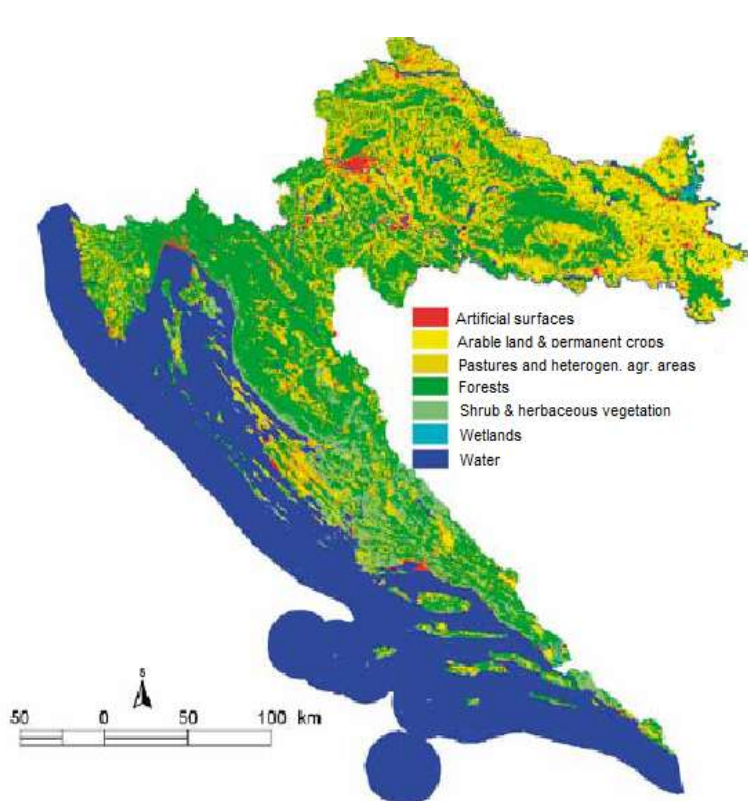 Artificial surfaces
Arable land & permanent crops
Pastures and heterogen. agr. areas
Forests
Shrub & herbaceous vegetation
Wetlands
Water
S
50 0 50 100 km